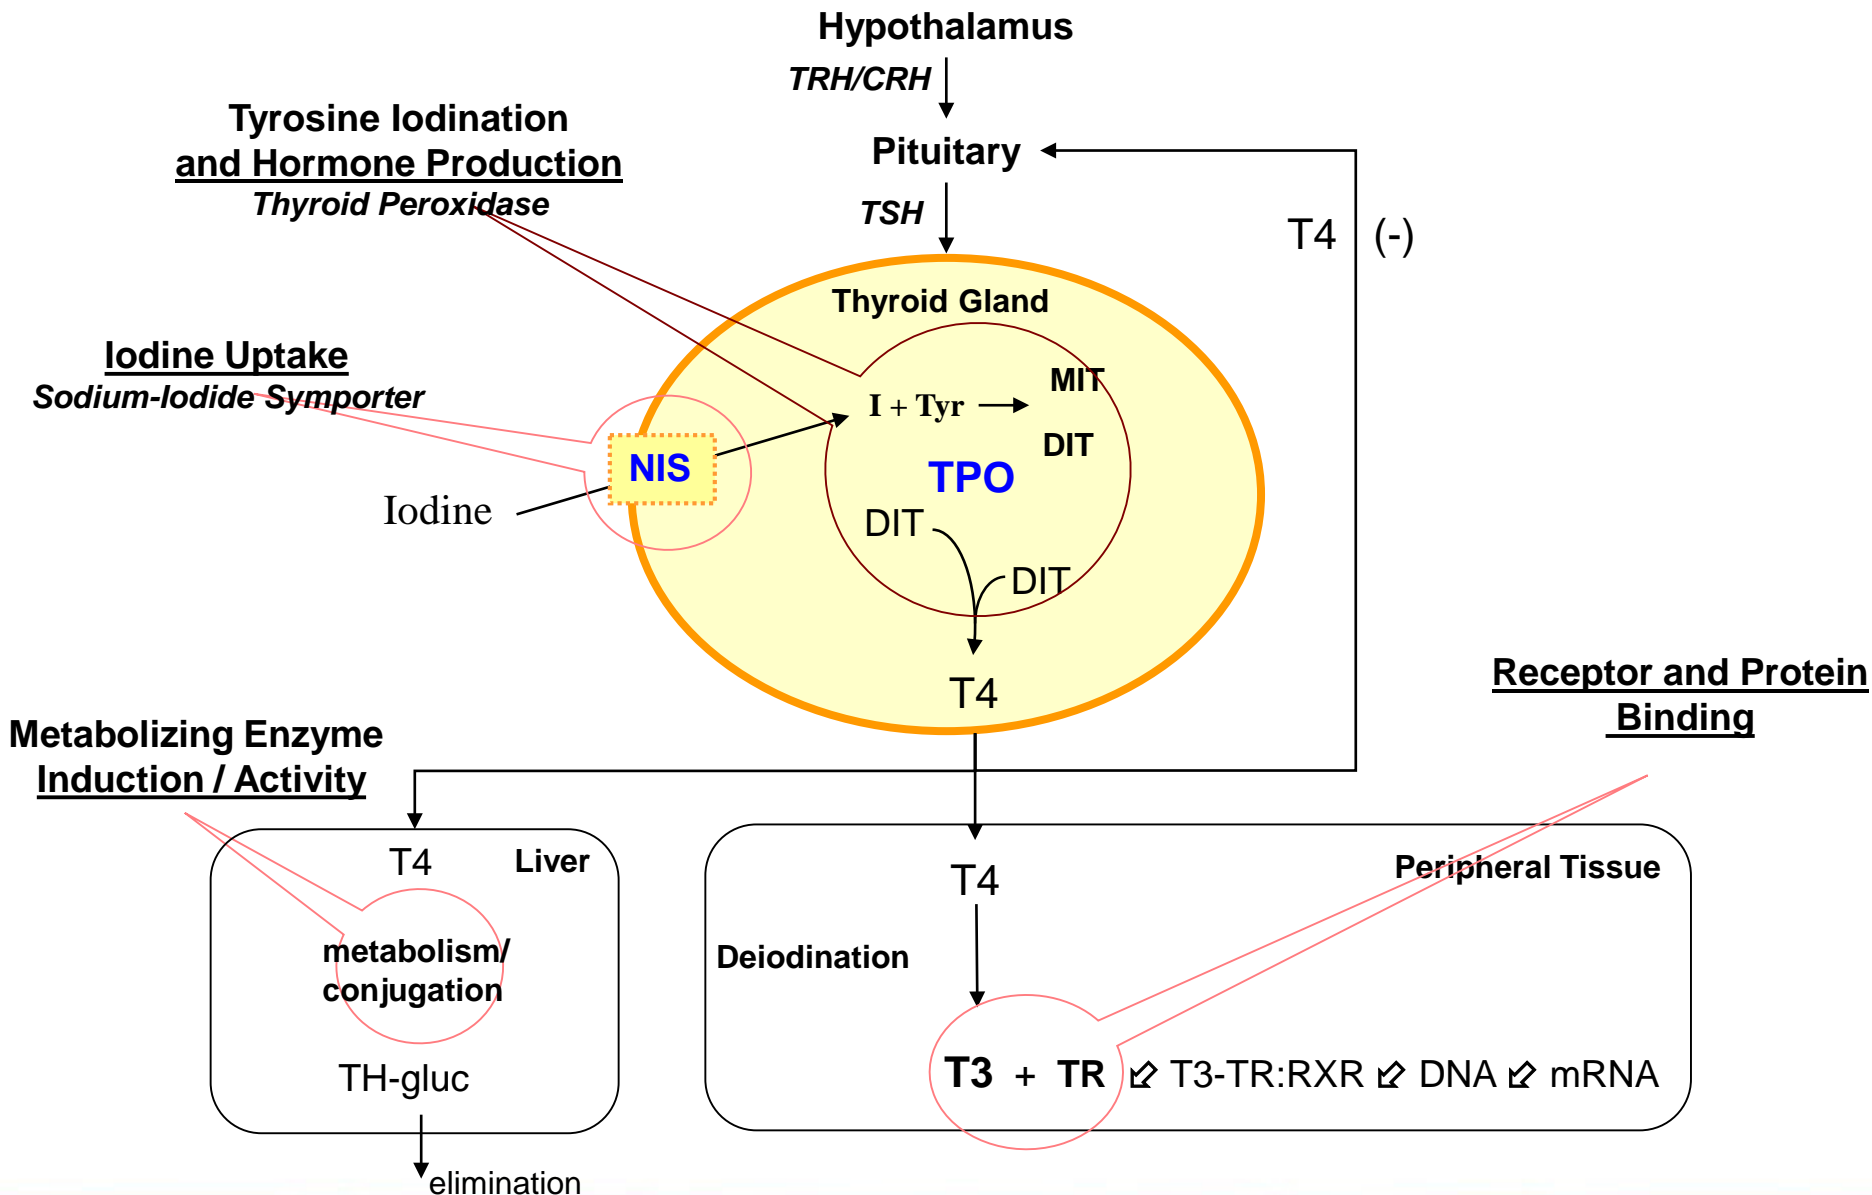 Hypothalamus
TRH/CRH
Tyrosine Iodination
and Hormone Production
Thyroid Peroxidase
Pituitary
TSH
T4 (-)
Thyroid Gland
Iodine Uptake
Sodium-Iodide Symporter
MIT
I + Tyr
DIT
NIS
TPO
Iodine
DIT
DIT
T4
Receptor and Protein
Binding
Metabolizing Enzyme
Induction / Activity
T4 Liver
metabolism/
conjugation
TH-gluc
elimination
T4
Peripheral Tissue
Deiodination
T3 + TR ⬃ T3-TR:RXR ⬃ DNA ⬃ mRNA